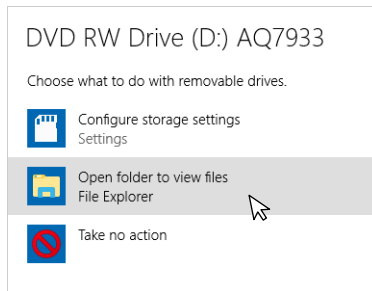 DVD RW Drive (D:) AQ7933
Choose what to do with removable drives.
Configure storage settings
Settings
Open folder to view files
File Explorer
Take no action